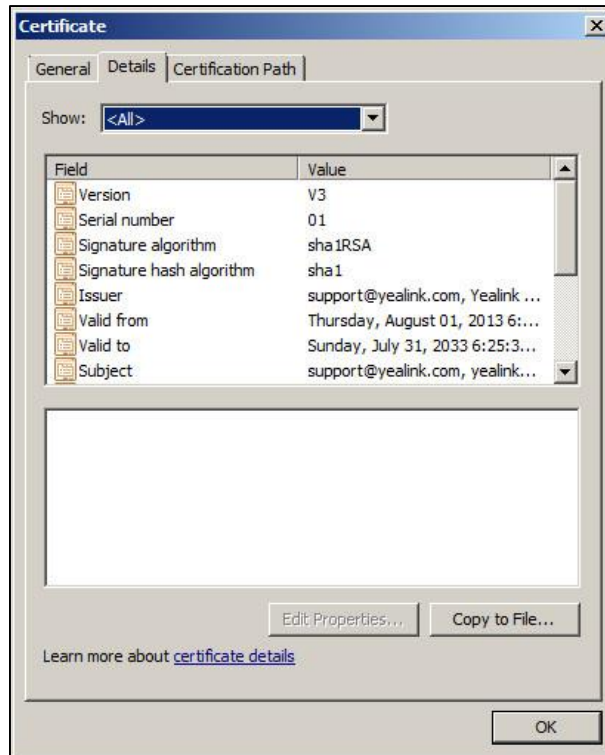 Certificate
General Details Certification Path
Show: <All>
Field Value
Version V3
Serial number 01
Signature algorithm sha1RSA
Signature hash algorithm sha1
Issuer support@yealink.com, Yealink ...
Valid from Thursday, August 01, 2013 6:...
Valid to Sunday, July 31, 2033 6:25:3...
Subject support@yealink.com, yealink...
Edit Properties... Copy to File...
Learn more about certificate details
OK